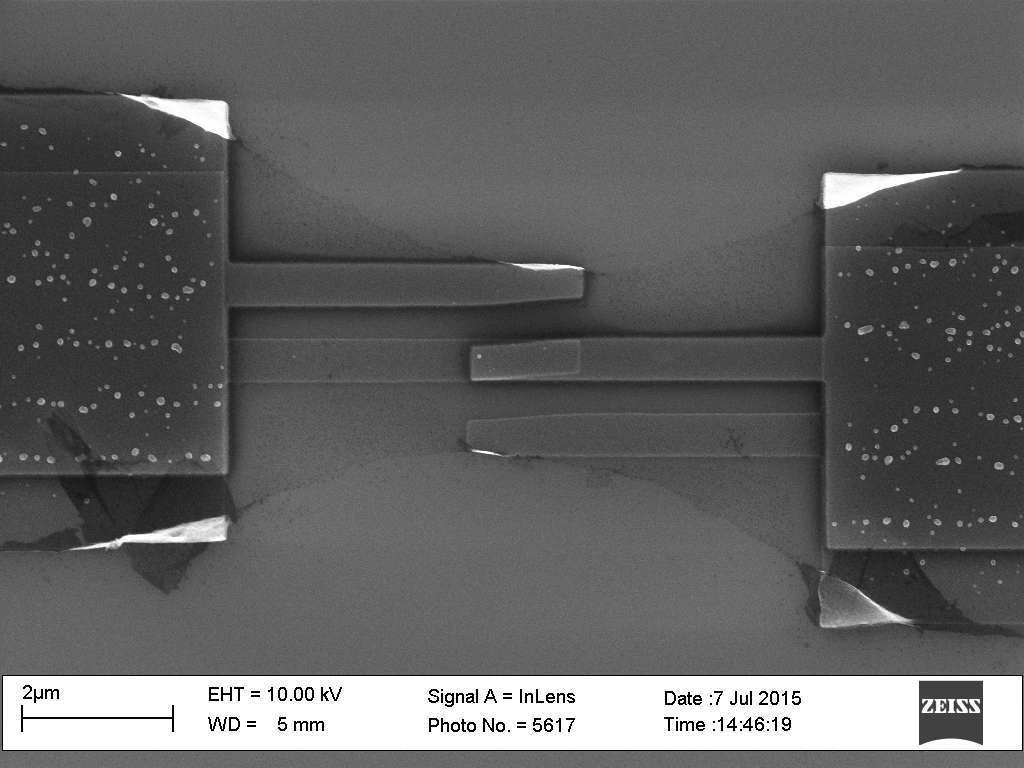 2µm
EHT = 10.00 kV
Signal A = InLens
Date :7 Jul 2015
WD = 5 mm
Photo No. = 5617
Time :14:46:19
ZEISS